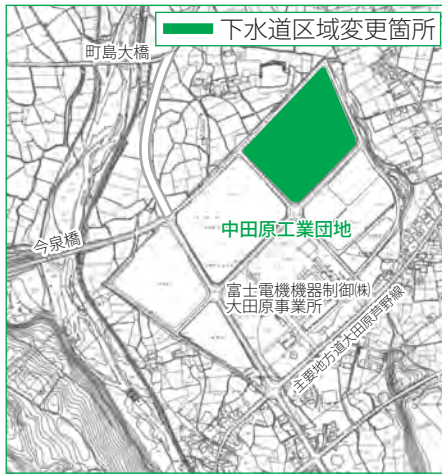 下水道区域変更箇所
町島大橋
今泉橋
中田原工業団地
富士電機機器制御㈱
大田原事業所
主要地方道大田原芦野線